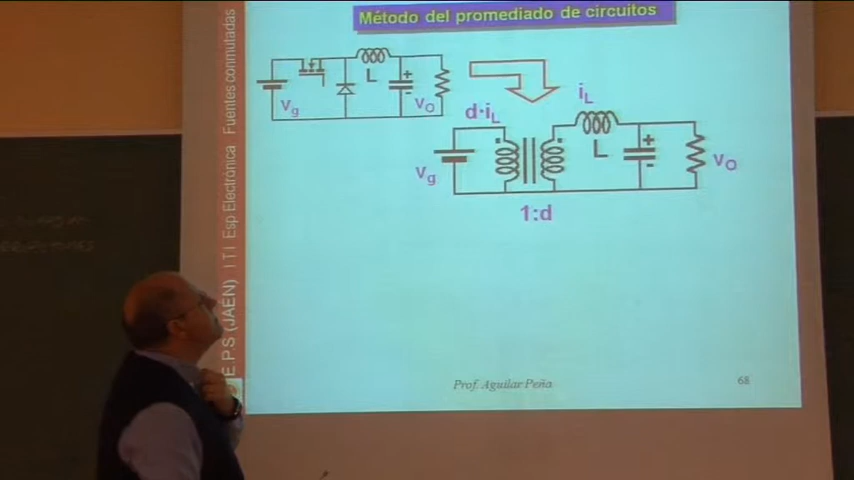 Método del promediado de circuitos
L
Vg
VO
d·iL
iL
L
Vg
VO
1:d
E.P.S (JAEN) I T I Esp Electrónica Fuentes conmutadas
Prof. Aguilar Peña
68